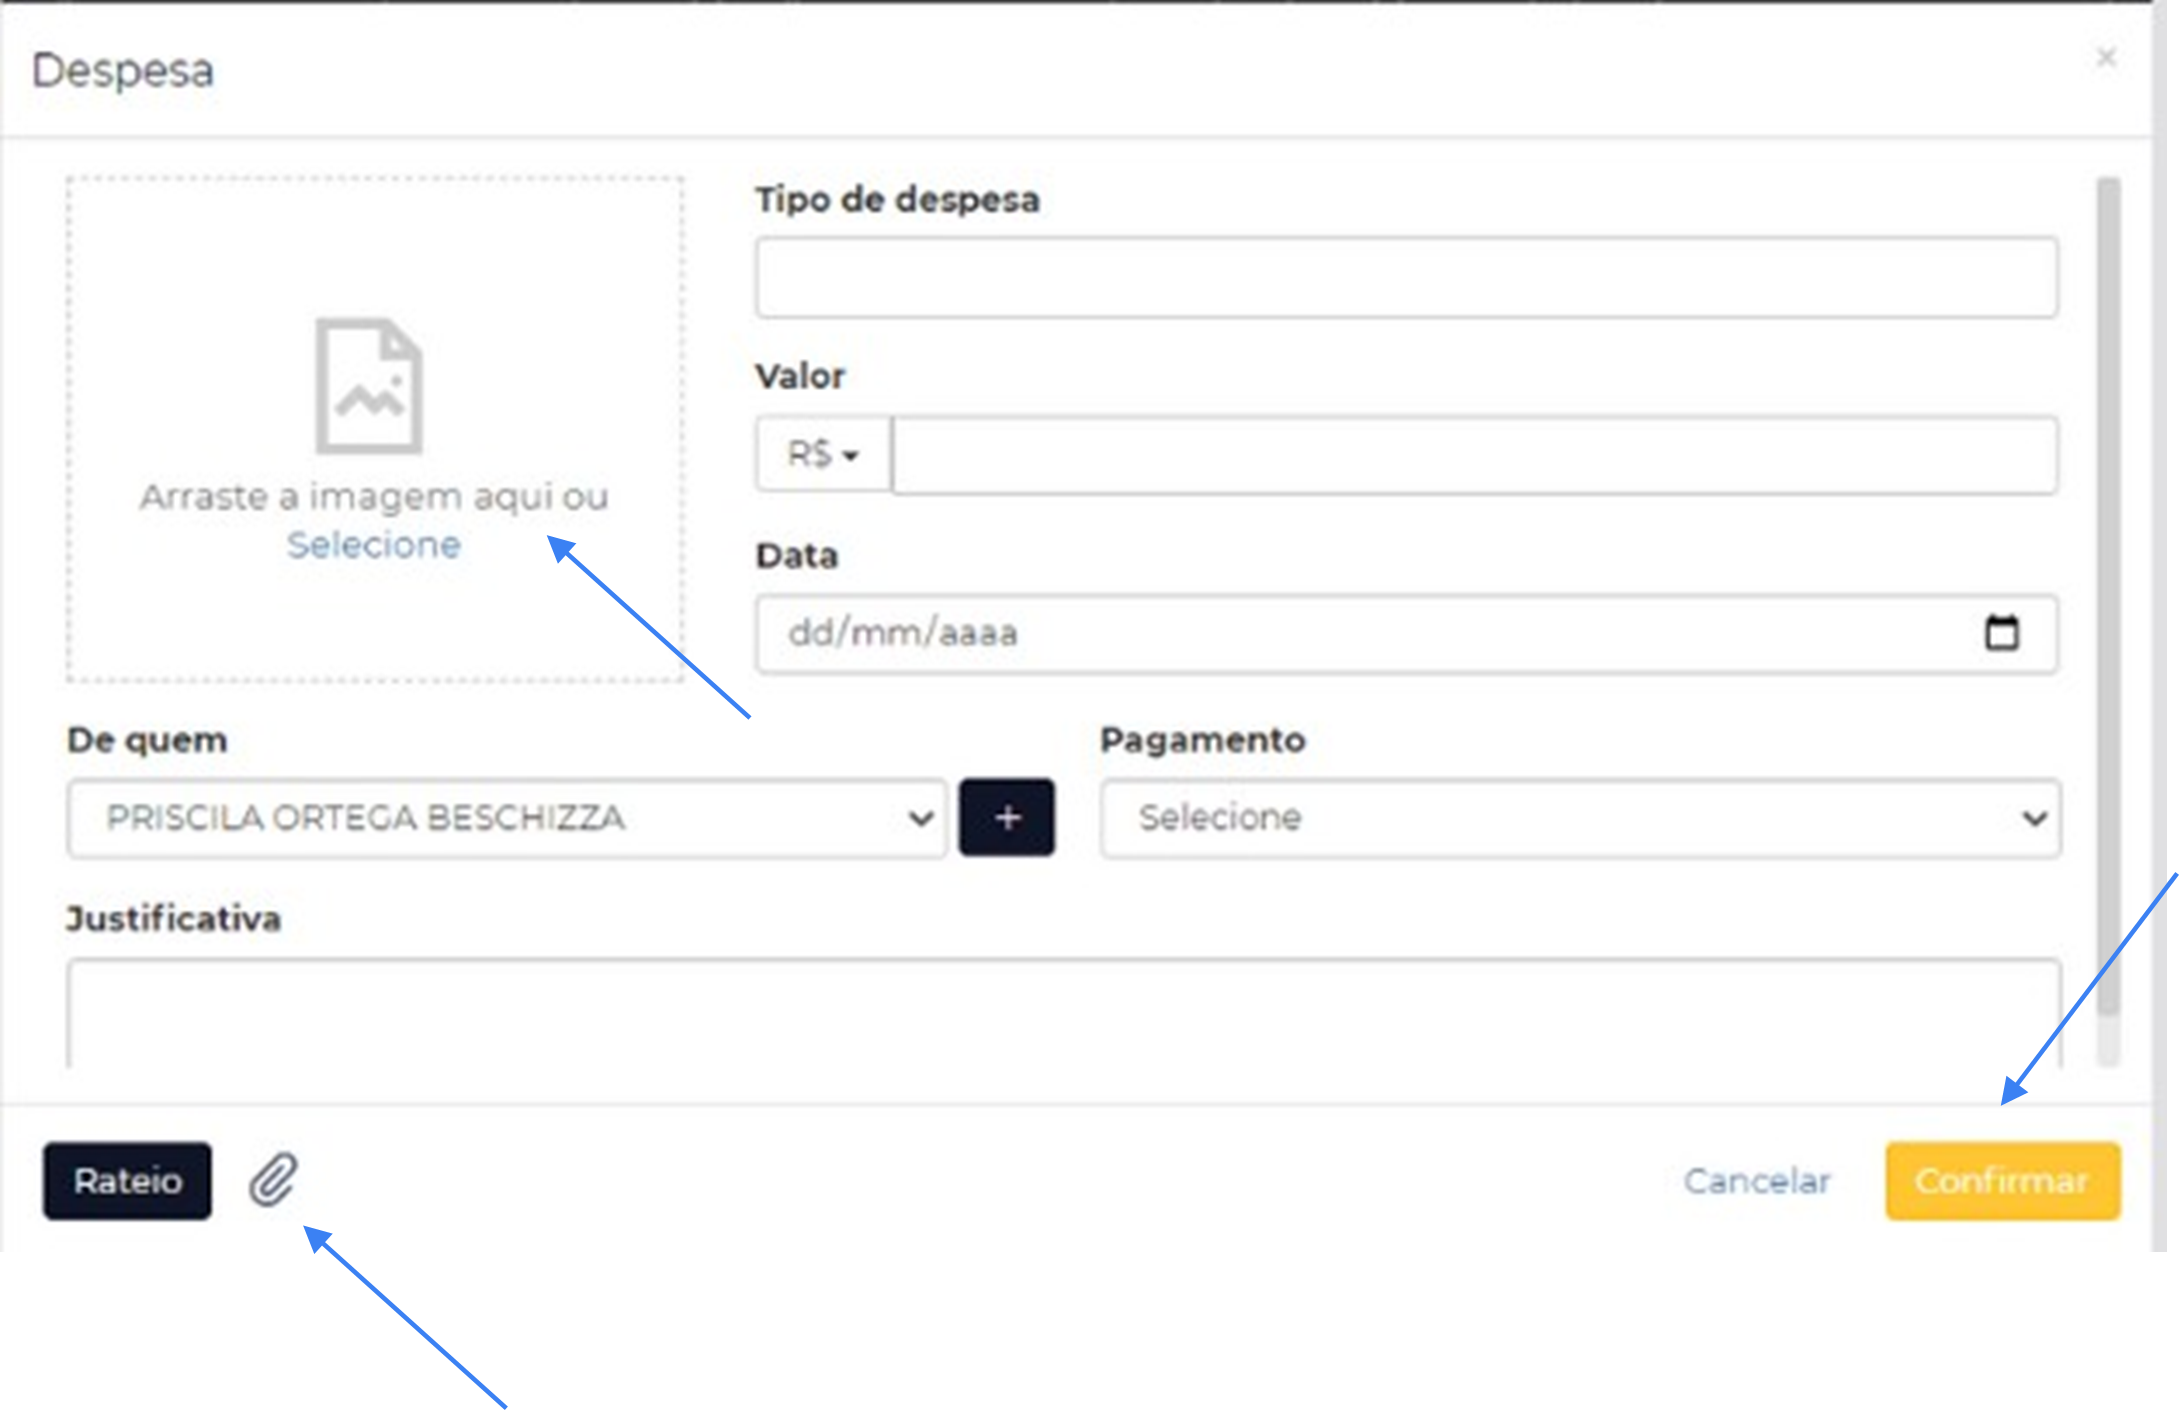 Despesa
×
Arraste a imagem aqui ou
Selecione
Tipo de despesa
Valor
R$
Data
dd/mm/aaaa
De quem
PRISCILA ORTEGA BESCHIZZA
+
Pagamento
Selecione
Justificativa
Rateio
Cancelar
Confirmar